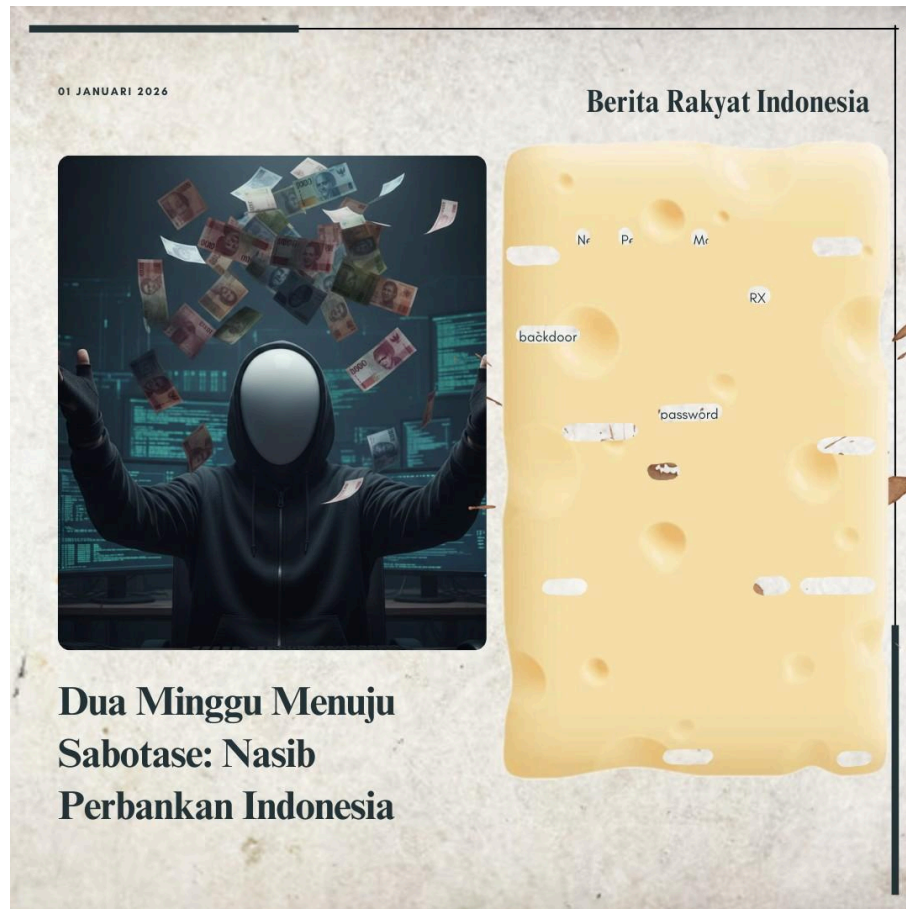 01 JANUARI 2026
Berita Rakyat Indonesia
RX
backdoor
password
Dua Minggu Menuju
Sabotase: Nasib
Perbankan Indonesia